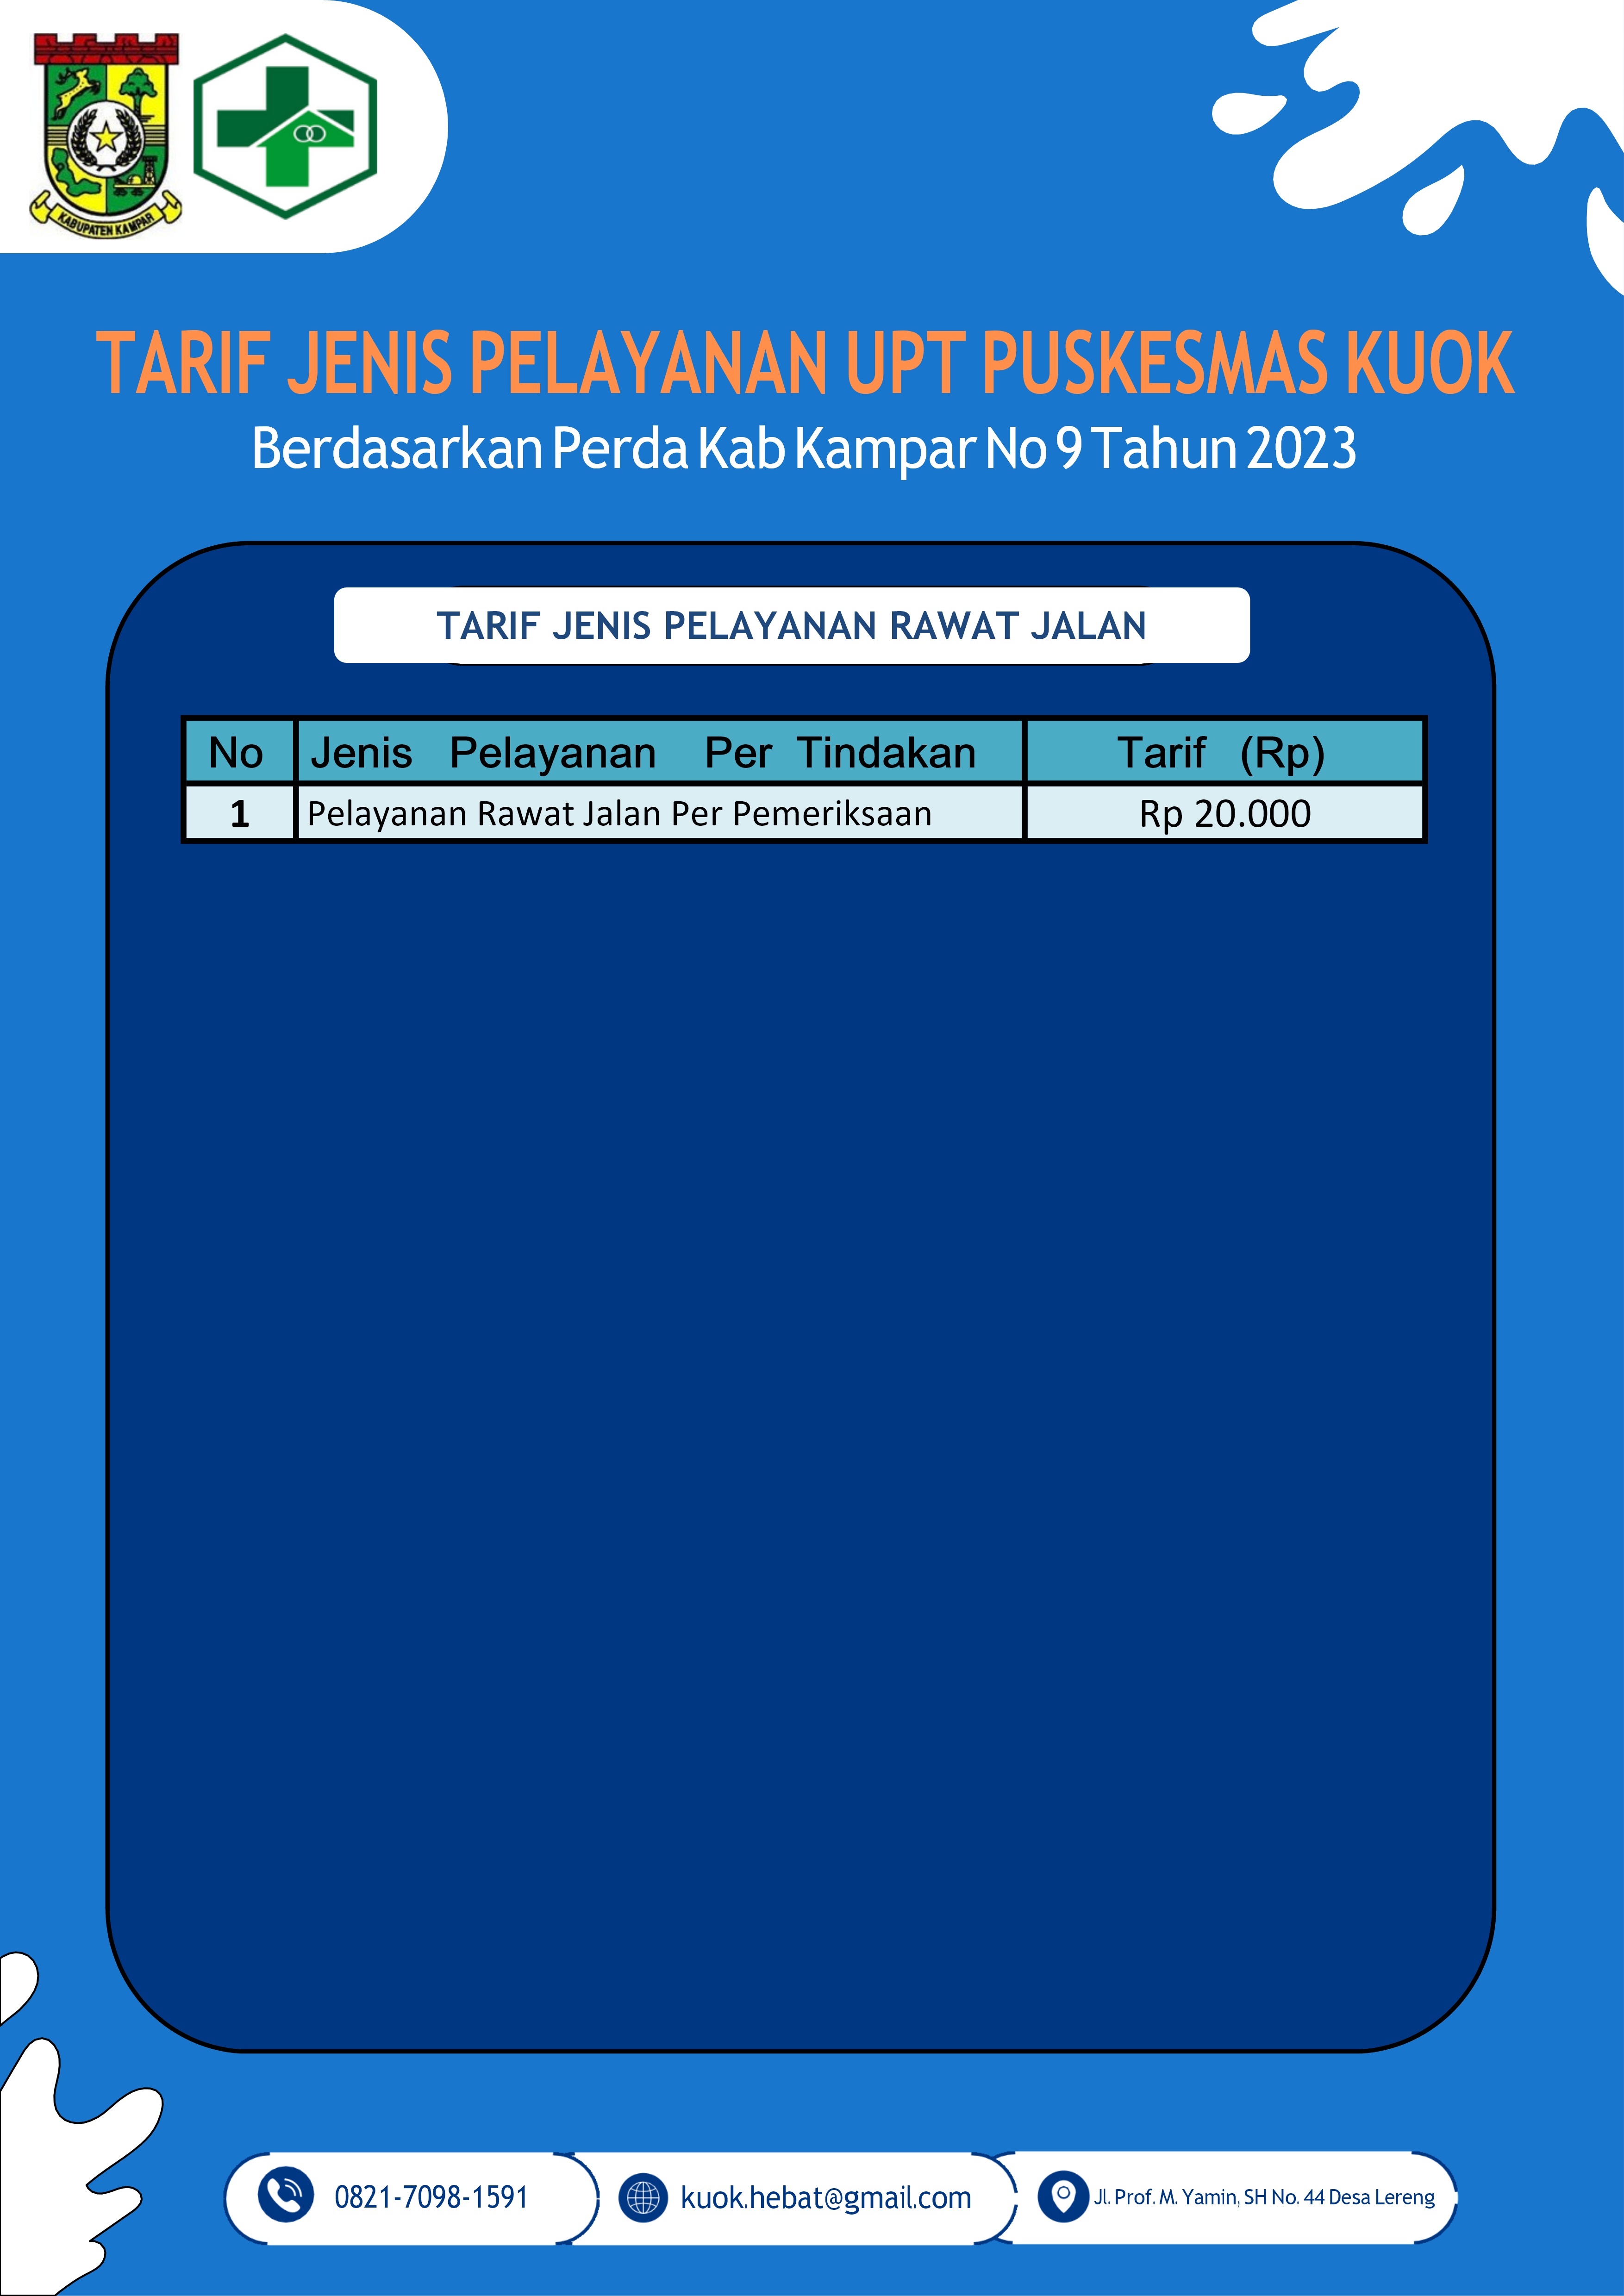 KABUPATEN KAMPAR
TARIF JENIS PELAYANAN UPT PUSKESMAS KUOK
Berdasarkan Perda Kab Kampar No 9 Tahun 2023
TARIF JENIS PELAYANAN RAWAT JALAN
No Jenis Pelayanan Per Tindakan Tarif (Rp)
1 Pelayanan Rawat Jalan Per Pemeriksaan Rp 20.000
0821-7098-1591 kuok.hebat@gmail.com Jl. Prof. M. Yamin, SH No. 44 Desa Lereng